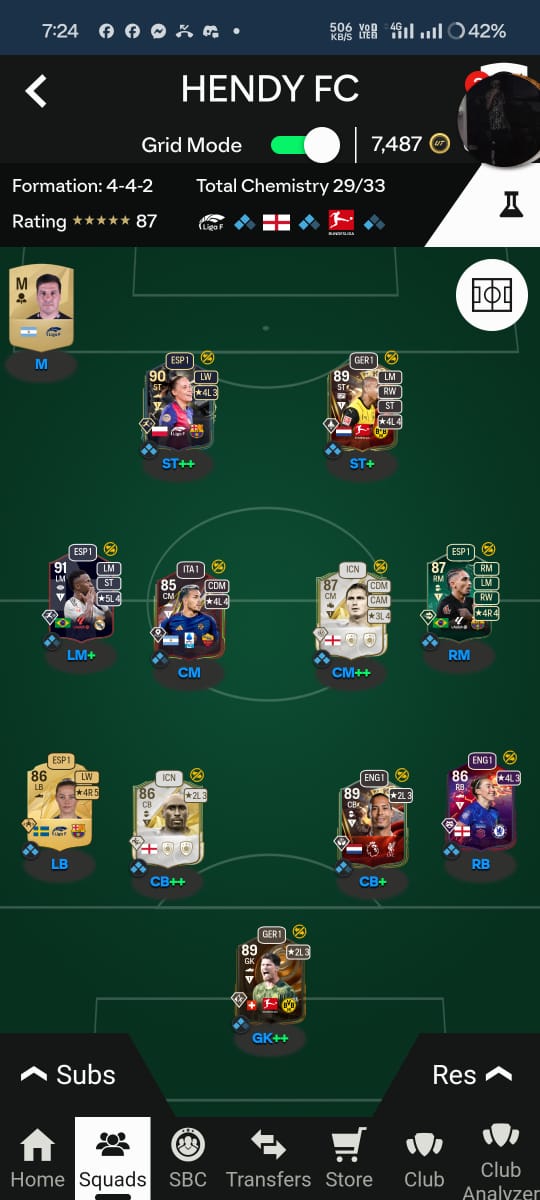 7:24
506 KB/S
VoD LTE
4G
42%
HENDY FC
Grid Mode
7,487
UT
Formation: 4-4-2
Total Chemistry 29/33
Rating ★★★★★ 87
Liga F
BUNDESLIGA
M
M
ESP1
90
ST
LW
★4L3
ST++
GER1
89
ST
LM
RW
ST
★4L4
ST+
ESP1
91
LM
LM
ST
★5L4
LM+
ITA1
85
CM
CDM
★4L4
CM
ICN
87
CM
CDM
CAM
★3L4
CM++
ESP1
87
RM
RM
LM
RW
★4R4
RM
ESP1
86
LB
LW
★4R5
LB
ICN
86
CB
★2L3
CB++
ENG1
89
CB
★2L3
CB+
ENG1
86
RB
★4L3
RB
GER1
89
GK
★2L3
GK++
Subs
Res
Home
Squads
SBC
Transfers
Store
Club
Club Analyzer